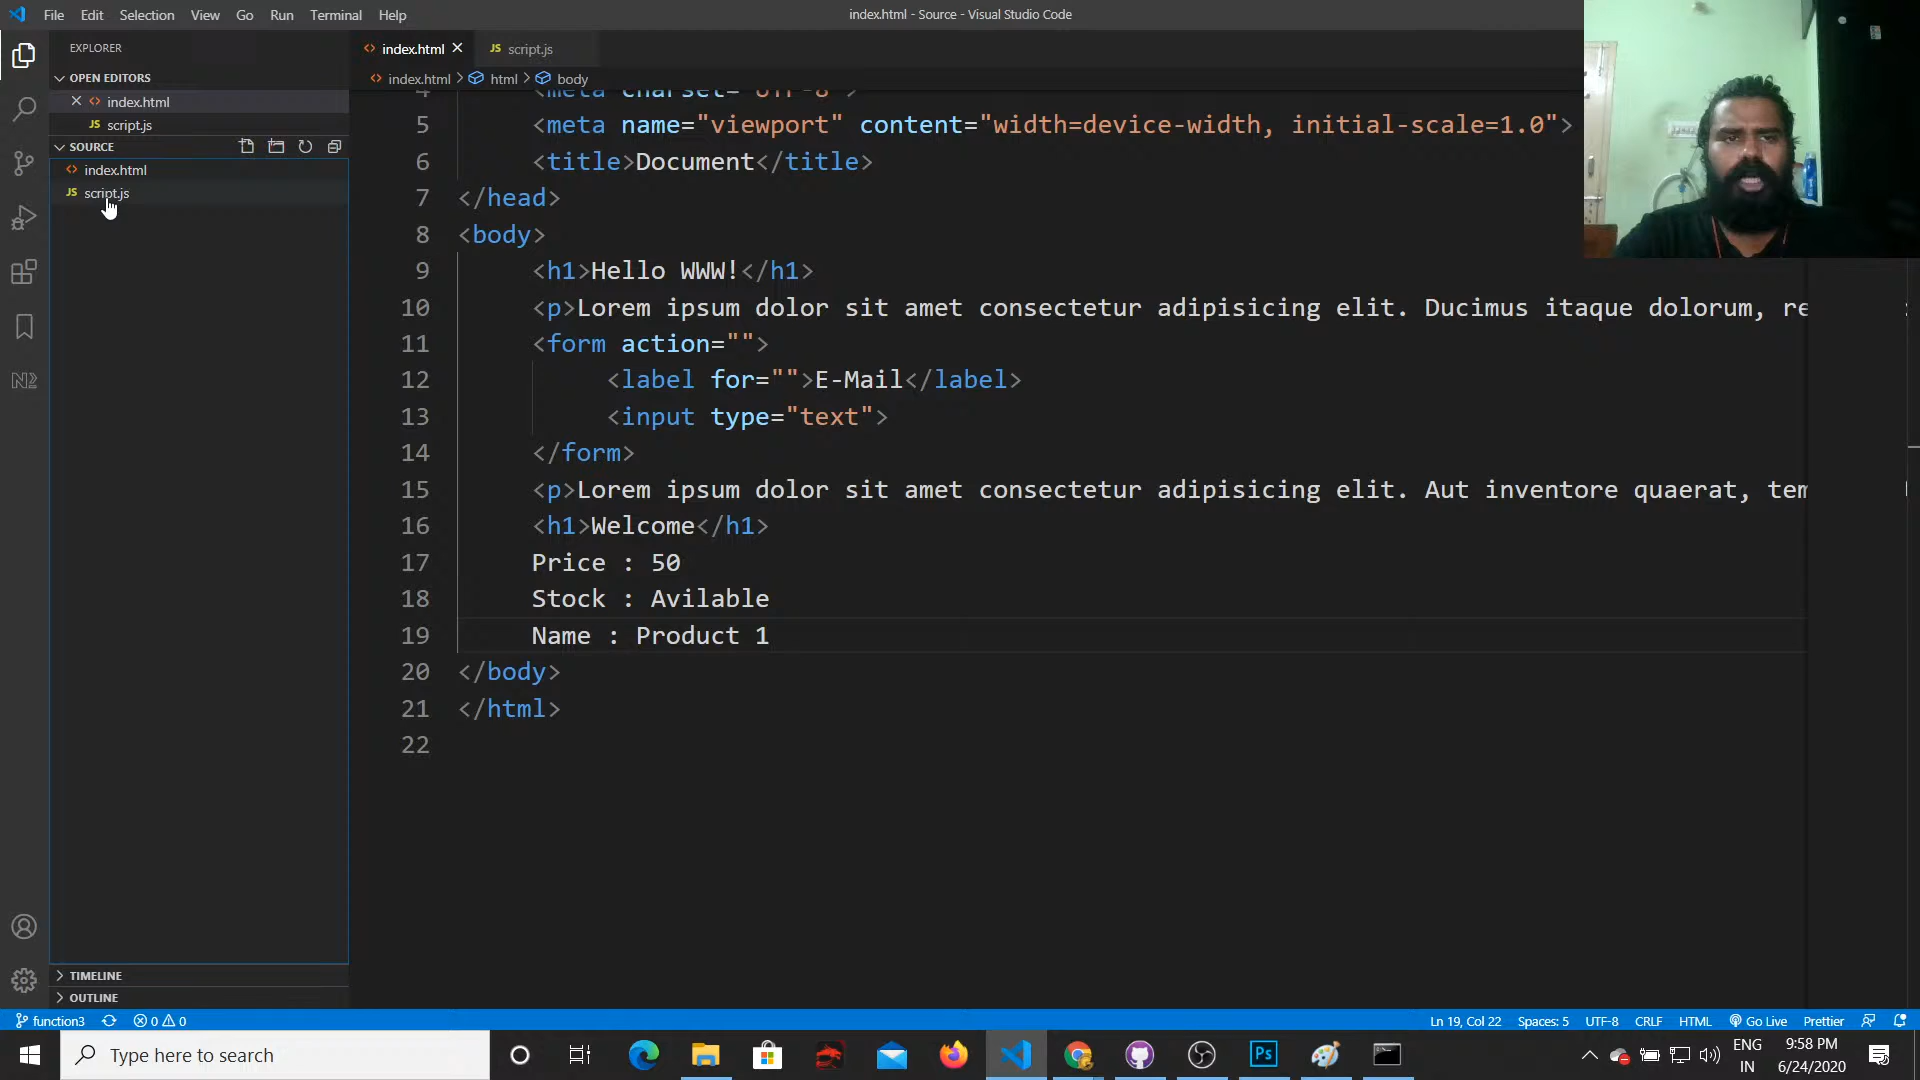 File Edit Selection View Go Run Terminal Help
index.html - Source - Visual Studio Code
EXPLORER
OPEN EDITORS
index.html
JS script.js
SOURCE
index.html
JS script.js
TIMELINE
OUTLINE
index.html
JS script.js
index.html > html > body
5 <meta name="viewport" content="width=device-width, initial-scale=1.0">
6 <title>Document</title>
7 </head>
8 <body>
9 <h1>Hello WWW!</h1>
10 <p>Lorem ipsum dolor sit amet consectetur adipisicing elit. Ducimus itaque dolorum, re
11 <form action="">
12 <label for="">E-Mail</label>
13 <input type="text">
14 </form>
15 <p>Lorem ipsum dolor sit amet consectetur adipisicing elit. Aut inventore quaerat, tem
16 <h1>Welcome</h1>
17 Price : 50
18 Stock : Avilable
19 Name : Product 1
20 </body>
21 </html>
22
function3 0 0
Ln 19, Col 22 Spaces: 5 UTF-8 CRLF HTML Go Live Prettier
Type here to search
Ps
ENG
IN
9:58 PM
6/24/2020